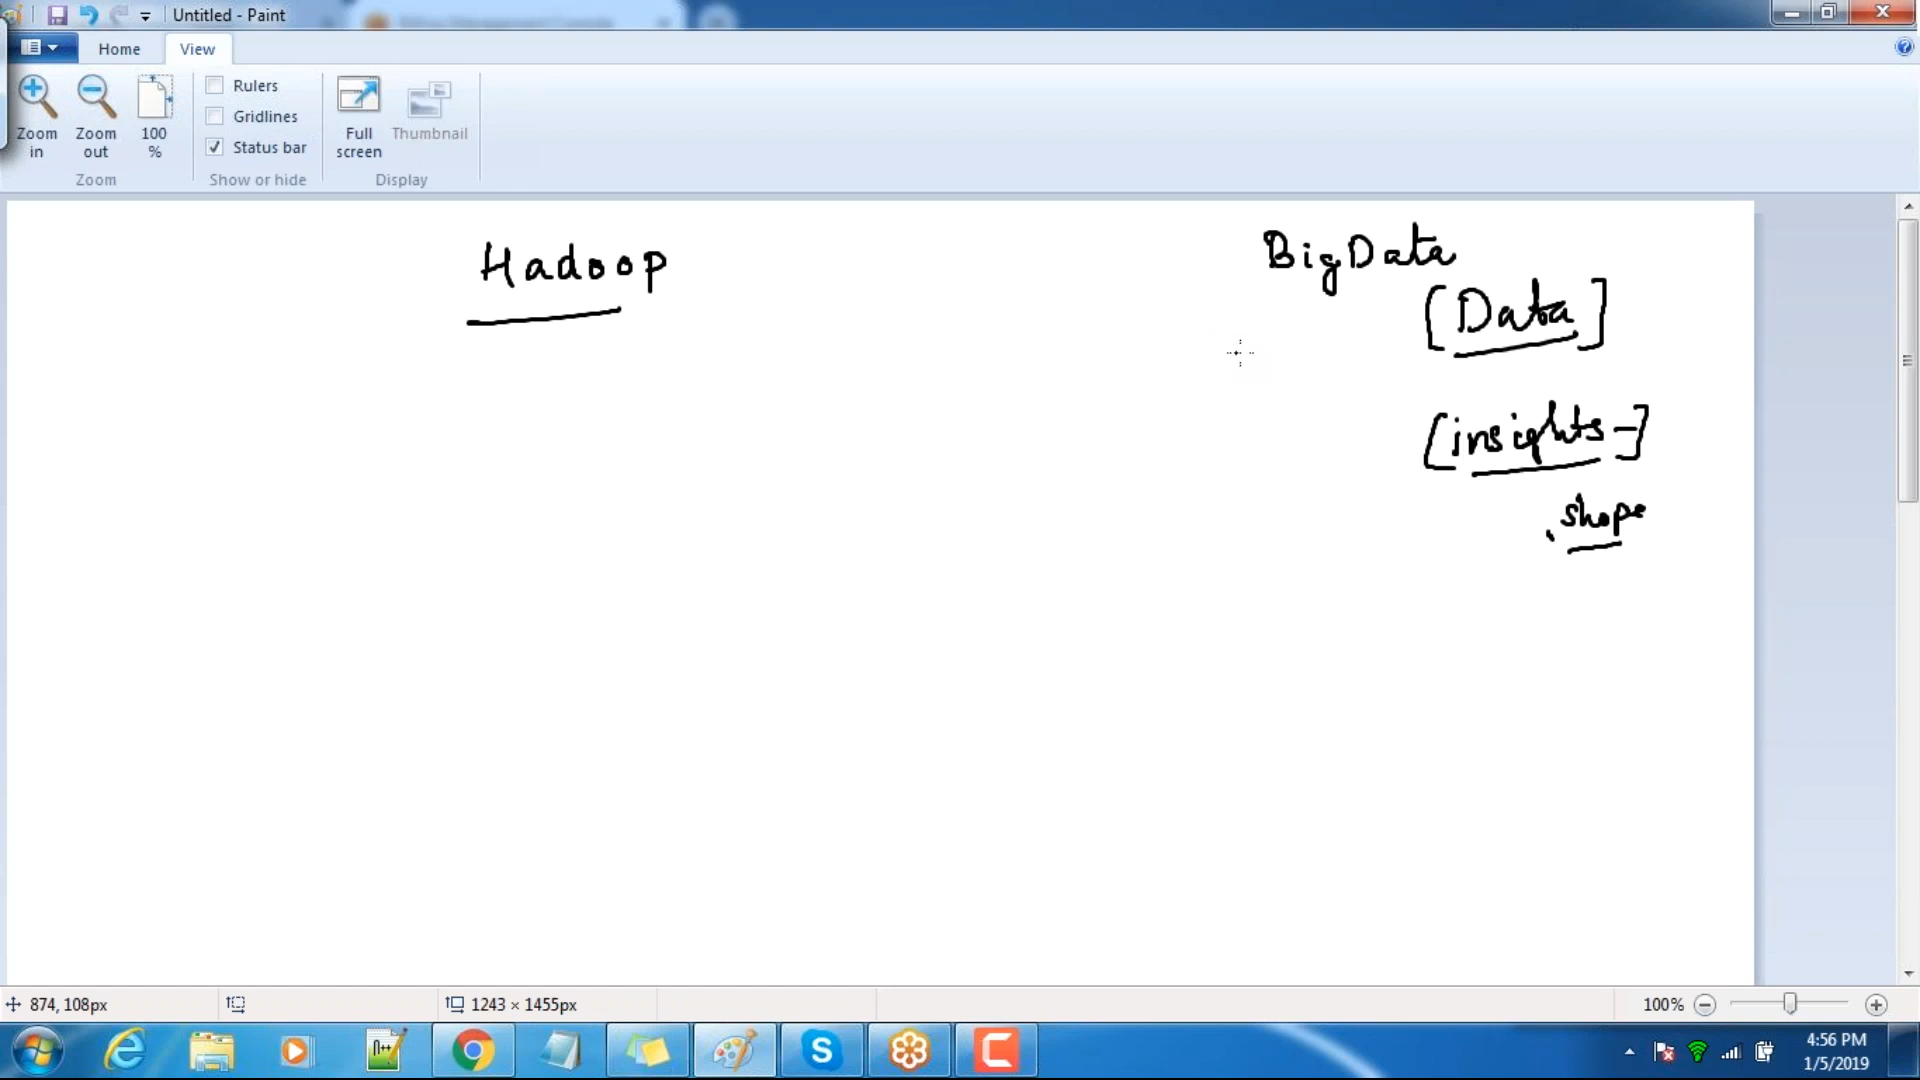 Untitled - Paint
Home View
Zoom in
Zoom out
100 %
Rulers
Gridlines
Status bar
Full screen
Thumbnail
Zoom
Show or hide
Display
Hadoop
BigData
[Data]
[insights-]
.shope
874, 108px
1243 × 1455px
100%
4:56 PM
1/5/2019